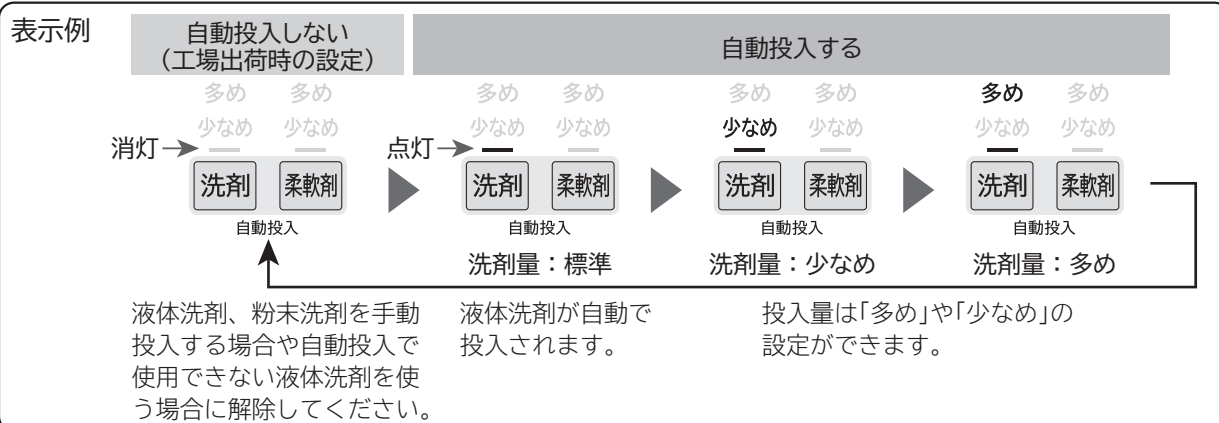 表示例
自動投入しない
（工場出荷時の設定）
自動投入する
多め 多め
少なめ 少なめ
消灯
洗剤 柔軟剤
自動投入
多め 多め
少なめ 少なめ
点灯
洗剤 柔軟剤
自動投入
洗剤量：標準
多め 多め
少なめ 少なめ
洗剤 柔軟剤
自動投入
洗剤量：少なめ
多め 多め
少なめ 少なめ
洗剤 柔軟剤
自動投入
洗剤量：多め
液体洗剤、粉末洗剤を手動
投入する場合や自動投入で
使用できない液体洗剤を使
う場合に解除してください。
液体洗剤が自動で
投入されます。
投入量は「多め」や「少なめ」の
設定ができます。